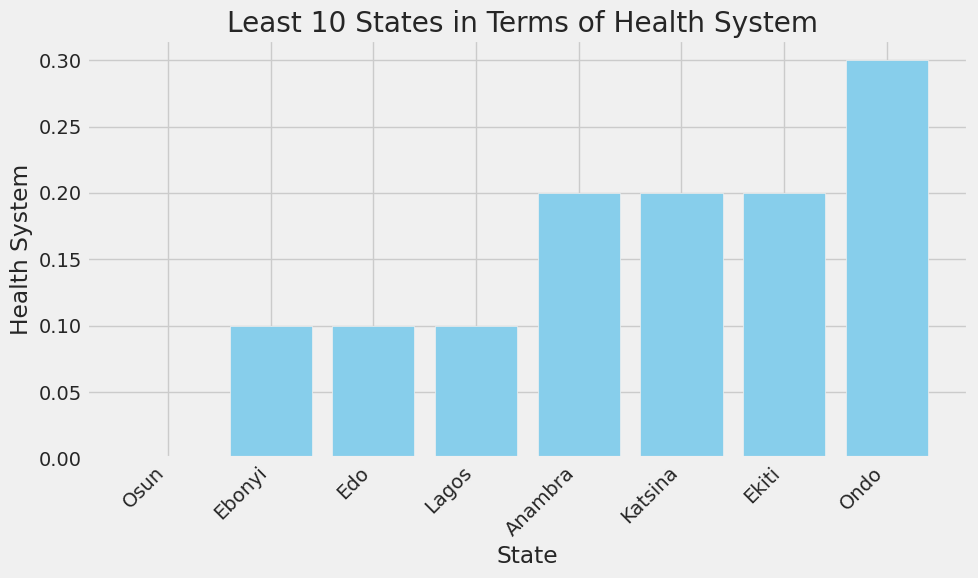 Least 10 States in Terms of Health System
0.30
0.25
0.20
0.15
0.10
0.05
0.00
Health System
Osun
Ebonyi
Edo
Lagos
Anambra
Katsina
Ekiti
Ondo
State